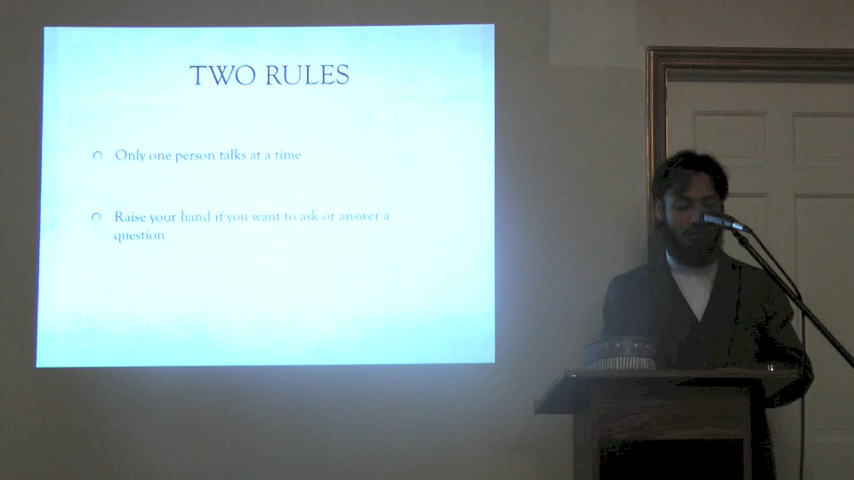 TWO RULES
Only one person talks at a time
Raise your hand if you want to ask or answer a
question